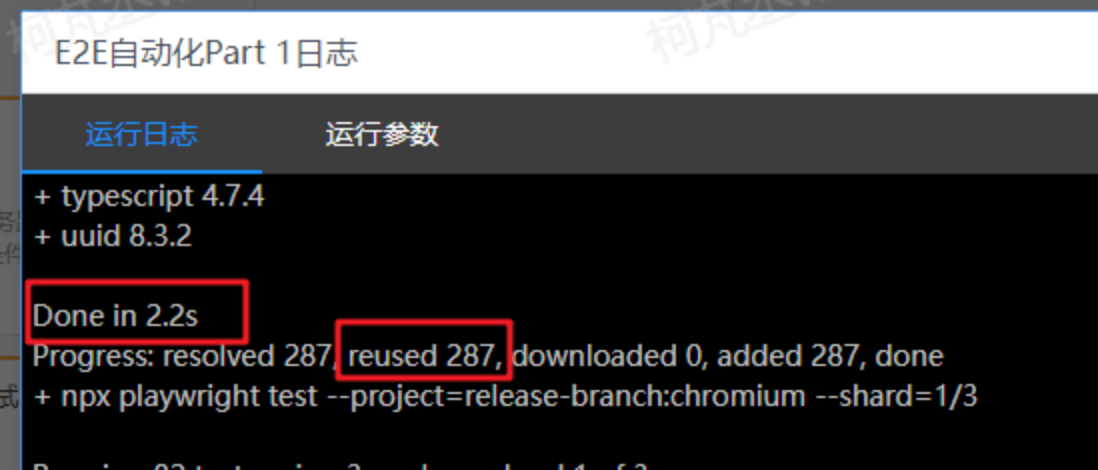 E2E自动化Part 1日志
运行日志 运行参数
+ typescript 4.7.4
+ uuid 8.3.2
Done in 2.2s
Progress: resolved 287, reused 287, downloaded 0, added 287, done
+ npx playwright test --project=release-branch:chromium --shard=1/3